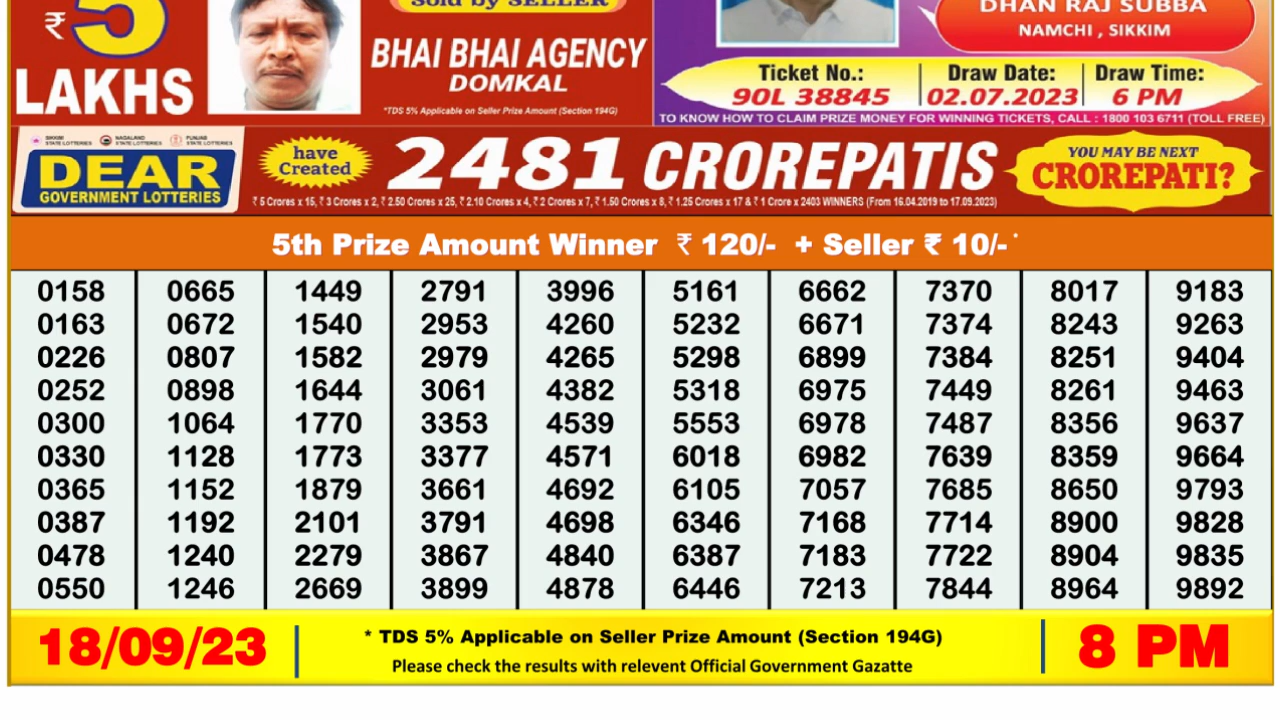 ₹ 5
LAKHS
Sold by SELLER
BHAI BHAI AGENCY
DOMKAL
*TDS 5% Applicable on Seller Prize Amount (Section 194G)
DHAN RAJ SUBBA
NAMCHI , SIKKIM
Ticket No.: Draw Date: Draw Time:
90L 38845 02.07.2023 6 PM
TO KNOW HOW TO CLAIM PRIZE MONEY FOR WINNING TICKETS, CALL : 1800 103 6711 (TOLL FREE)
SIKKIM STATE LOTTERIES NAGALAND STATE LOTTERIES PUNJAB STATE LOTTERIES
DEAR
GOVERNMENT LOTTERIES
have
Created
2481 CROREPATIS
₹ 5 Crores x 15, ₹ 3 Crores x 2, ₹ 2.50 Crores x 25, ₹ 2.10 Crores x 4, ₹ 2 Crores x 7, ₹ 1.50 Crores x 8, ₹ 1.25 Crores x 17 & ₹ 1 Crore x 2403 WINNERS (From 16.04.2019 to 17.09.2023)
YOU MAY BE NEXT
CROREPATI?
5th Prize Amount Winner ₹ 120/- + Seller ₹ 10/- *
0158 0665 1449 2791 3996 5161 6662 7370 8017 9183
0163 0672 1540 2953 4260 5232 6671 7374 8243 9263
0226 0807 1582 2979 4265 5298 6899 7384 8251 9404
0252 0898 1644 3061 4382 5318 6975 7449 8261 9463
0300 1064 1770 3353 4539 5553 6978 7487 8356 9637
0330 1128 1773 3377 4571 6018 6982 7639 8359 9664
0365 1152 1879 3661 4692 6105 7057 7685 8650 9793
0387 1192 2101 3791 4698 6346 7168 7714 8900 9828
0478 1240 2279 3867 4840 6387 7183 7722 8904 9835
0550 1246 2669 3899 4878 6446 7213 7844 8964 9892
18/09/23
* TDS 5% Applicable on Seller Prize Amount (Section 194G)
Please check the results with relevent Official Government Gazatte
8 PM